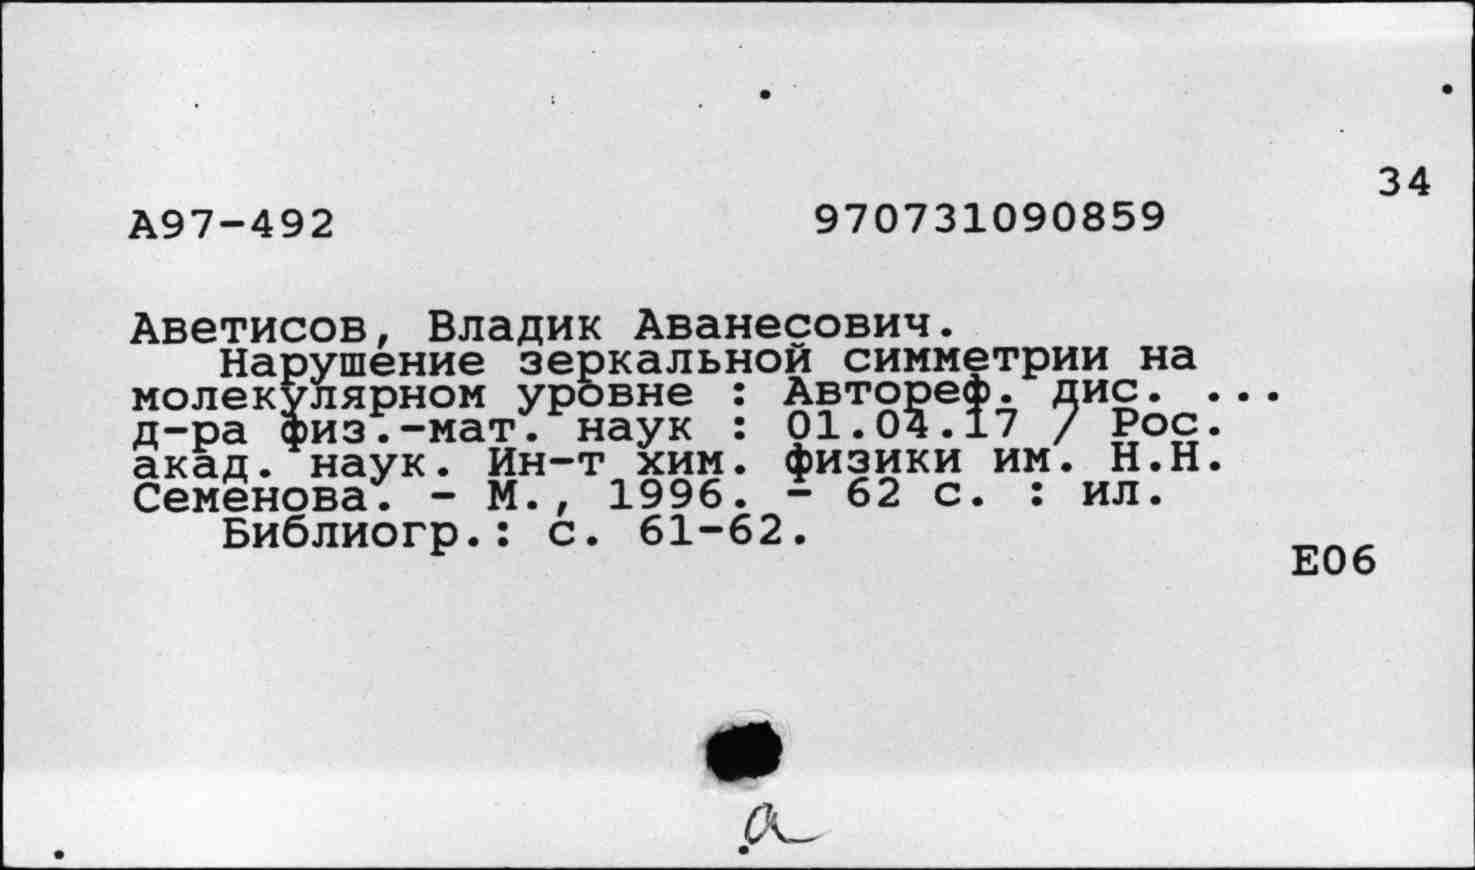 34
А97-492 970731090859
Аветисов, Владик Аванесович.
Нарушение зеркальной симметрии на
молекулярном уровне : Автореф. дис. ...
д-ра физ.-мат. наук : 01.04.17 / Рос.
акад. наук. Ин-т хим. физики им. Н.Н.
Семенова. - М., 1996. - 62 с. : ил.
Библиогр.: с. 61-62.
Е06